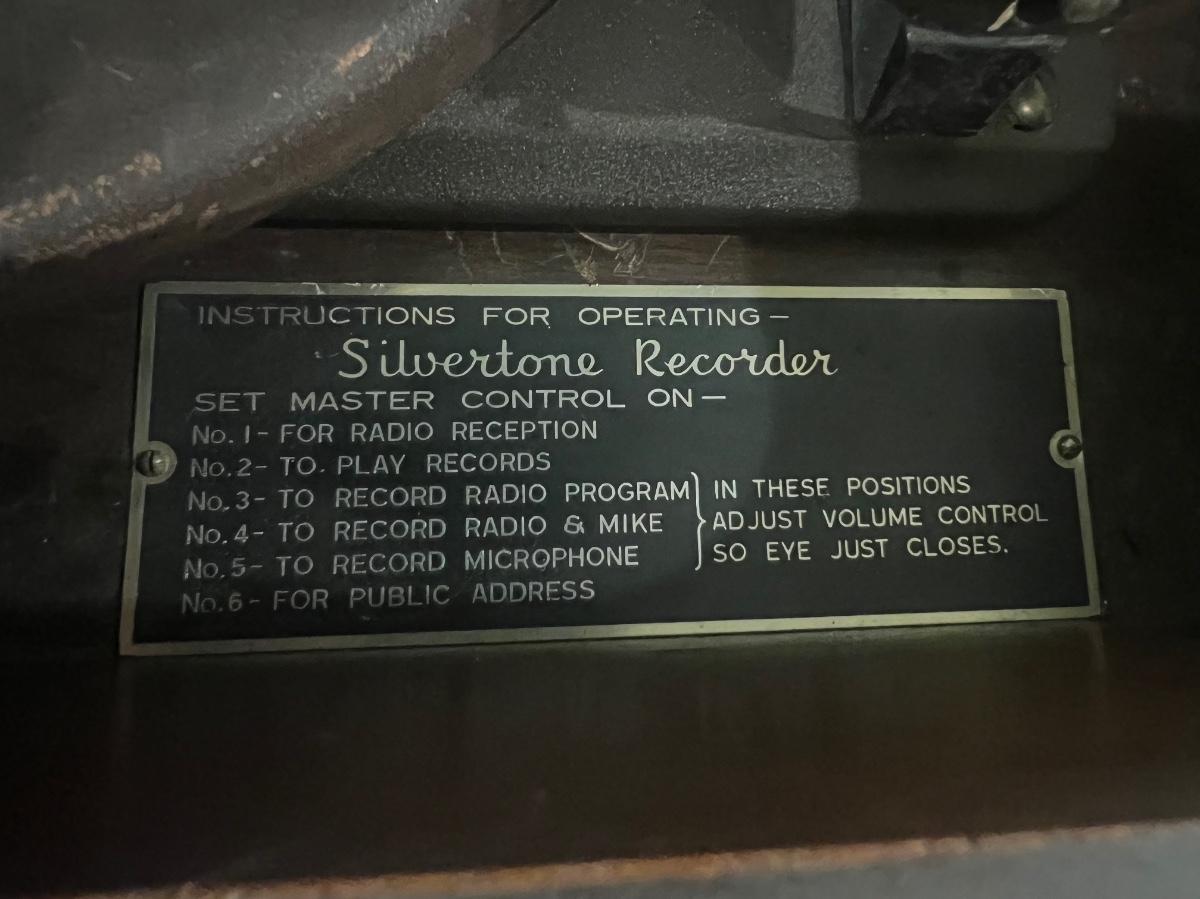 INSTRUCTIONS FOR OPERATING—
Silvertone Recorder
SET MASTER CONTROL ON—
No. 1- FOR RADIO RECEPTION
No. 2- TO. PLAY RECORDS
No. 3- TO RECORD RADIO PROGRAM } IN THESE POSITIONS
No. 4- TO RECORD RADIO & MIKE } ADJUST VOLUME CONTROL
No. 5- TO RECORD MICROPHONE } SO EYE JUST CLOSES.
No. 6- FOR PUBLIC ADDRESS